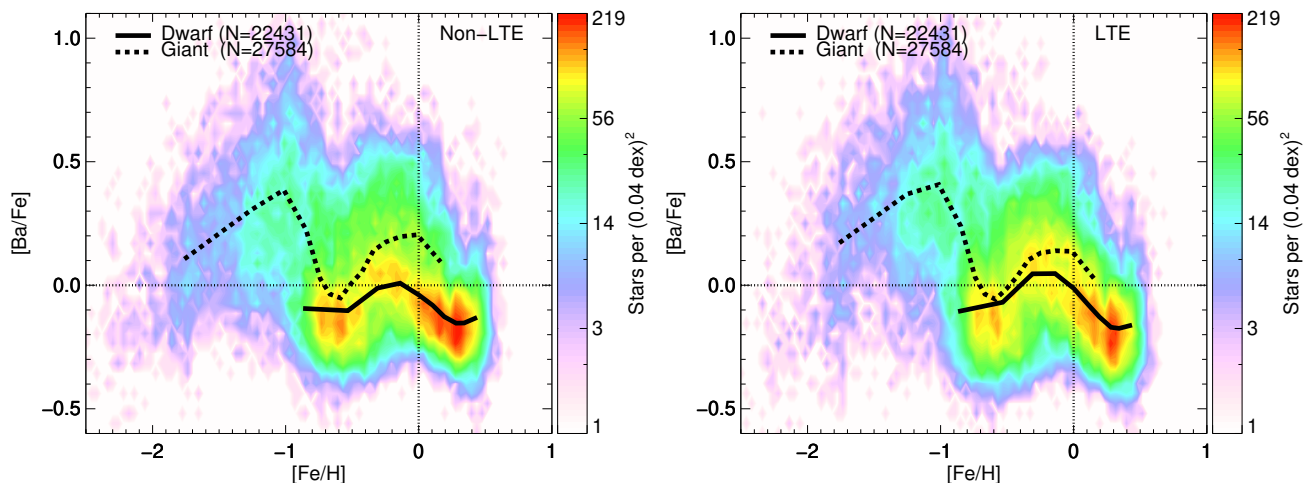 Dwarf (N=22431)
Giant (N=27584)
Non-LTE
1.0
0.5
0.0
−0.5
[Ba/Fe]
−2
−1
0
1
[Fe/H]
219
56
14
3
1
Stars per (0.04 dex)²
Dwarf (N=22431)
Giant (N=27584)
LTE
1.0
0.5
0.0
−0.5
[Ba/Fe]
−2
−1
0
1
[Fe/H]
219
56
14
3
1
Stars per (0.04 dex)²